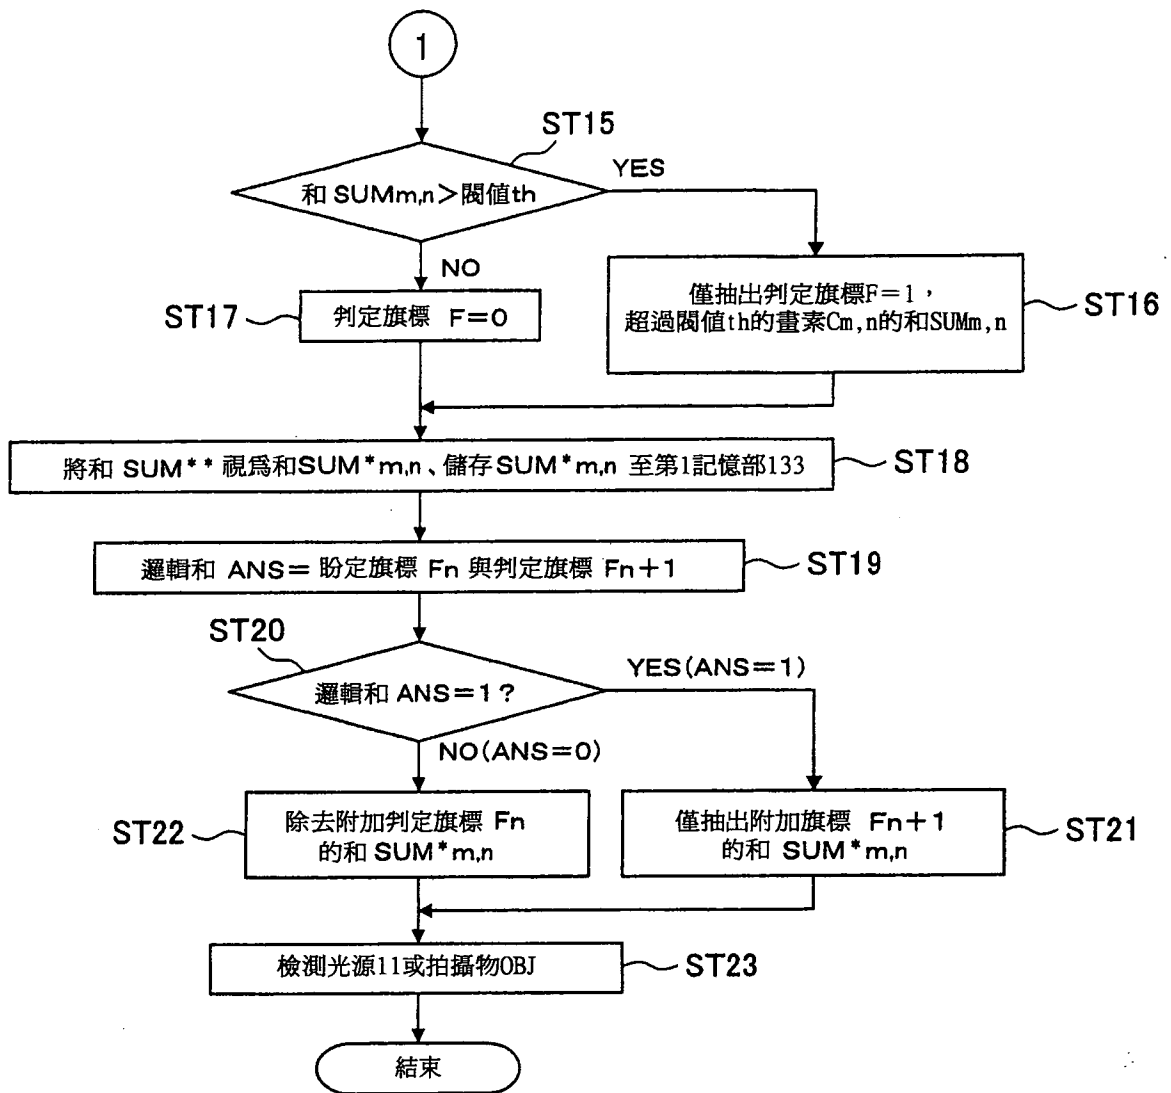 1
ST15
和 SUMm,n＞閾值th
YES
NO
ST17
判定旗標 F＝0
僅抽出判定旗標F＝1，
超過閾值th的畫素Cm,n的和SUMm,n
ST16
將和 SUM** 視為和SUM*m,n、儲存SUM*m,n 至第1記憶部133
ST18
邏輯和 ANS＝ 盼定旗標 Fn 與判定旗標 Fn＋1
ST19
ST20
邏輯和 ANS＝1？
YES(ANS＝1)
NO(ANS＝0)
ST22
除去附加判定旗標 Fn
的和 SUM*m,n
僅抽出附加旗標 Fn＋1
的和 SUM*m,n
ST21
檢測光源11或拍攝物OBJ
ST23
結束